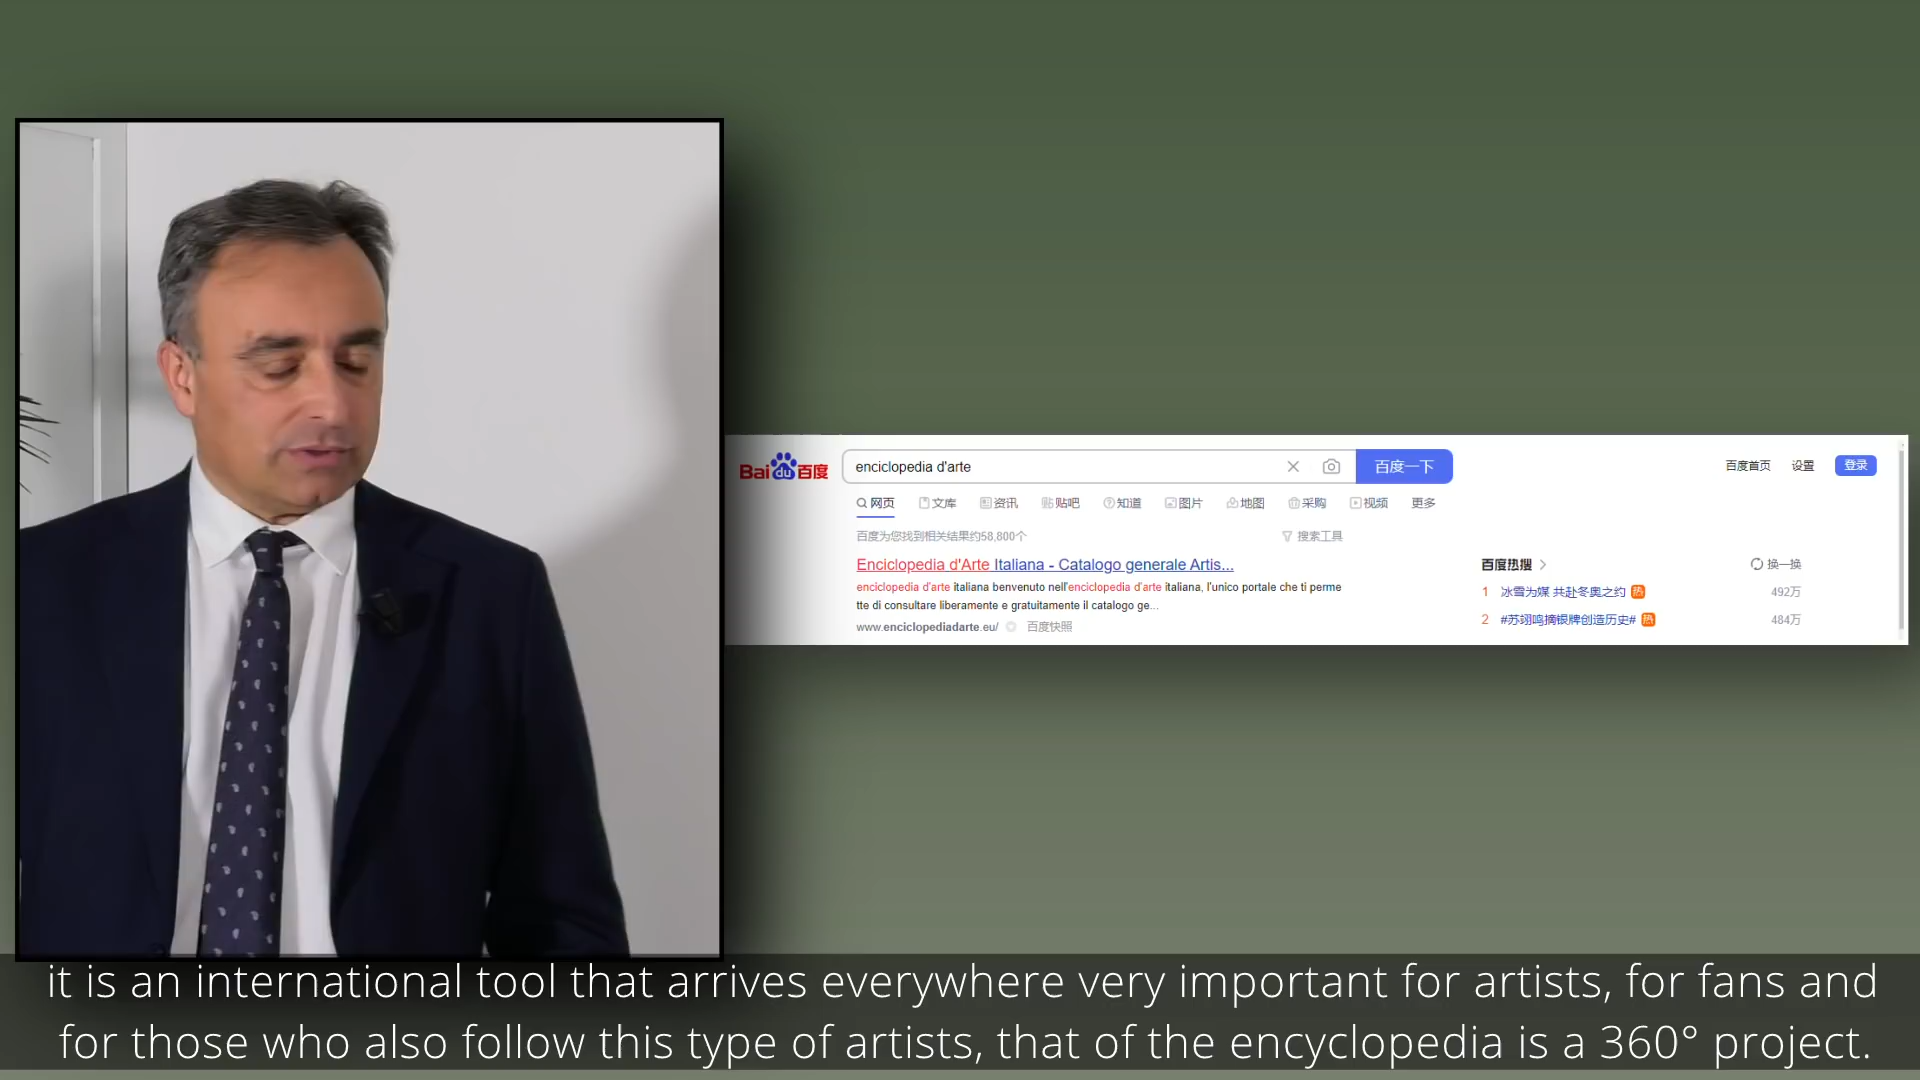 Bai du 百度
enciclopedia d'arte
百度一下
百度首页 设置 登录
网页 文库 资讯 贴吧 知道 图片 地图 采购 视频 更多
百度为您找到相关结果约58,800个
搜索工具
Enciclopedia d'Arte Italiana - Catalogo generale Artis...
enciclopedia d'arte italiana benvenuto nell'enciclopedia d'arte italiana, l'unico portale che ti perme
tte di consultare liberamente e gratuitamente il catalogo ge...
www.enciclopediadarte.eu/ 百度快照
百度热搜 换一换
1 冰雪为媒 共赴冬奥之约 热 492万
2 #苏翊鸣摘银牌创造历史# 热 484万
it is an international tool that arrives everywhere very important for artists, for fans and
for those who also follow this type of artists, that of the encyclopedia is a 360° project.